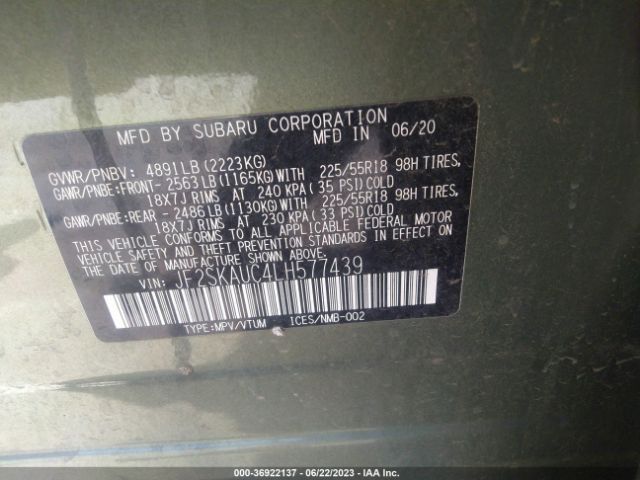 MFD BY SUBARU CORPORATION
MFD IN 06/20
GVWR/PNBV: 4891LB(2223KG)
GAWR/PNBE:FRONT- 2563LB(1165KG)WITH 225/55R18 98H TIRES,
18X7J RIMS AT 240 KPA(35 PSI)COLD
GAWR/PNBE:REAR - 2486LB(1130KG)WITH 225/55R18 98H TIRES,
18X7J RIMS AT 230 KPA(33 PSI)COLD
THIS VEHICLE CONFORMS TO ALL APPLICABLE FEDERAL MOTOR
VEHICLE SAFETY AND BUMPER STANDARDS IN EFFECT ON
THE DATE OF MANUFACTURE SHOWN ABOVE.
VIN: JF2SKAUC4LH577439
TYPE:MPV/VTUM ICES/NMB-002
000-36922137 - 06/22/2023 - IAA Inc.